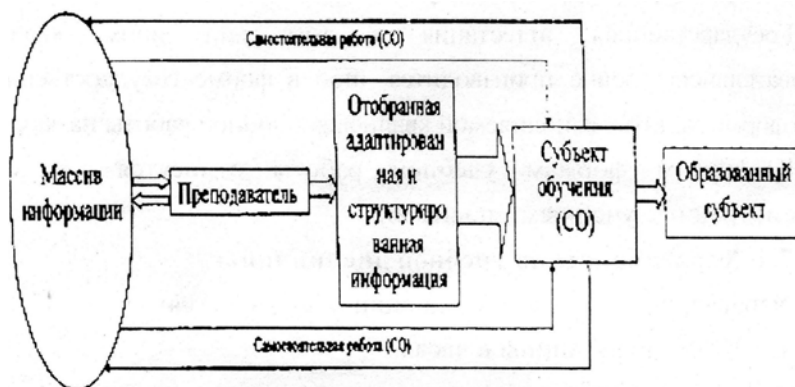 Самостоятельная работа (СО)
Массив
информации
Преподаватель
Отобранная
адаптирован
ная и
структуриро
ванная
информация
Субъект
обучения
(СО)
Образованный
субъект
Самостоятельная работа (СО)